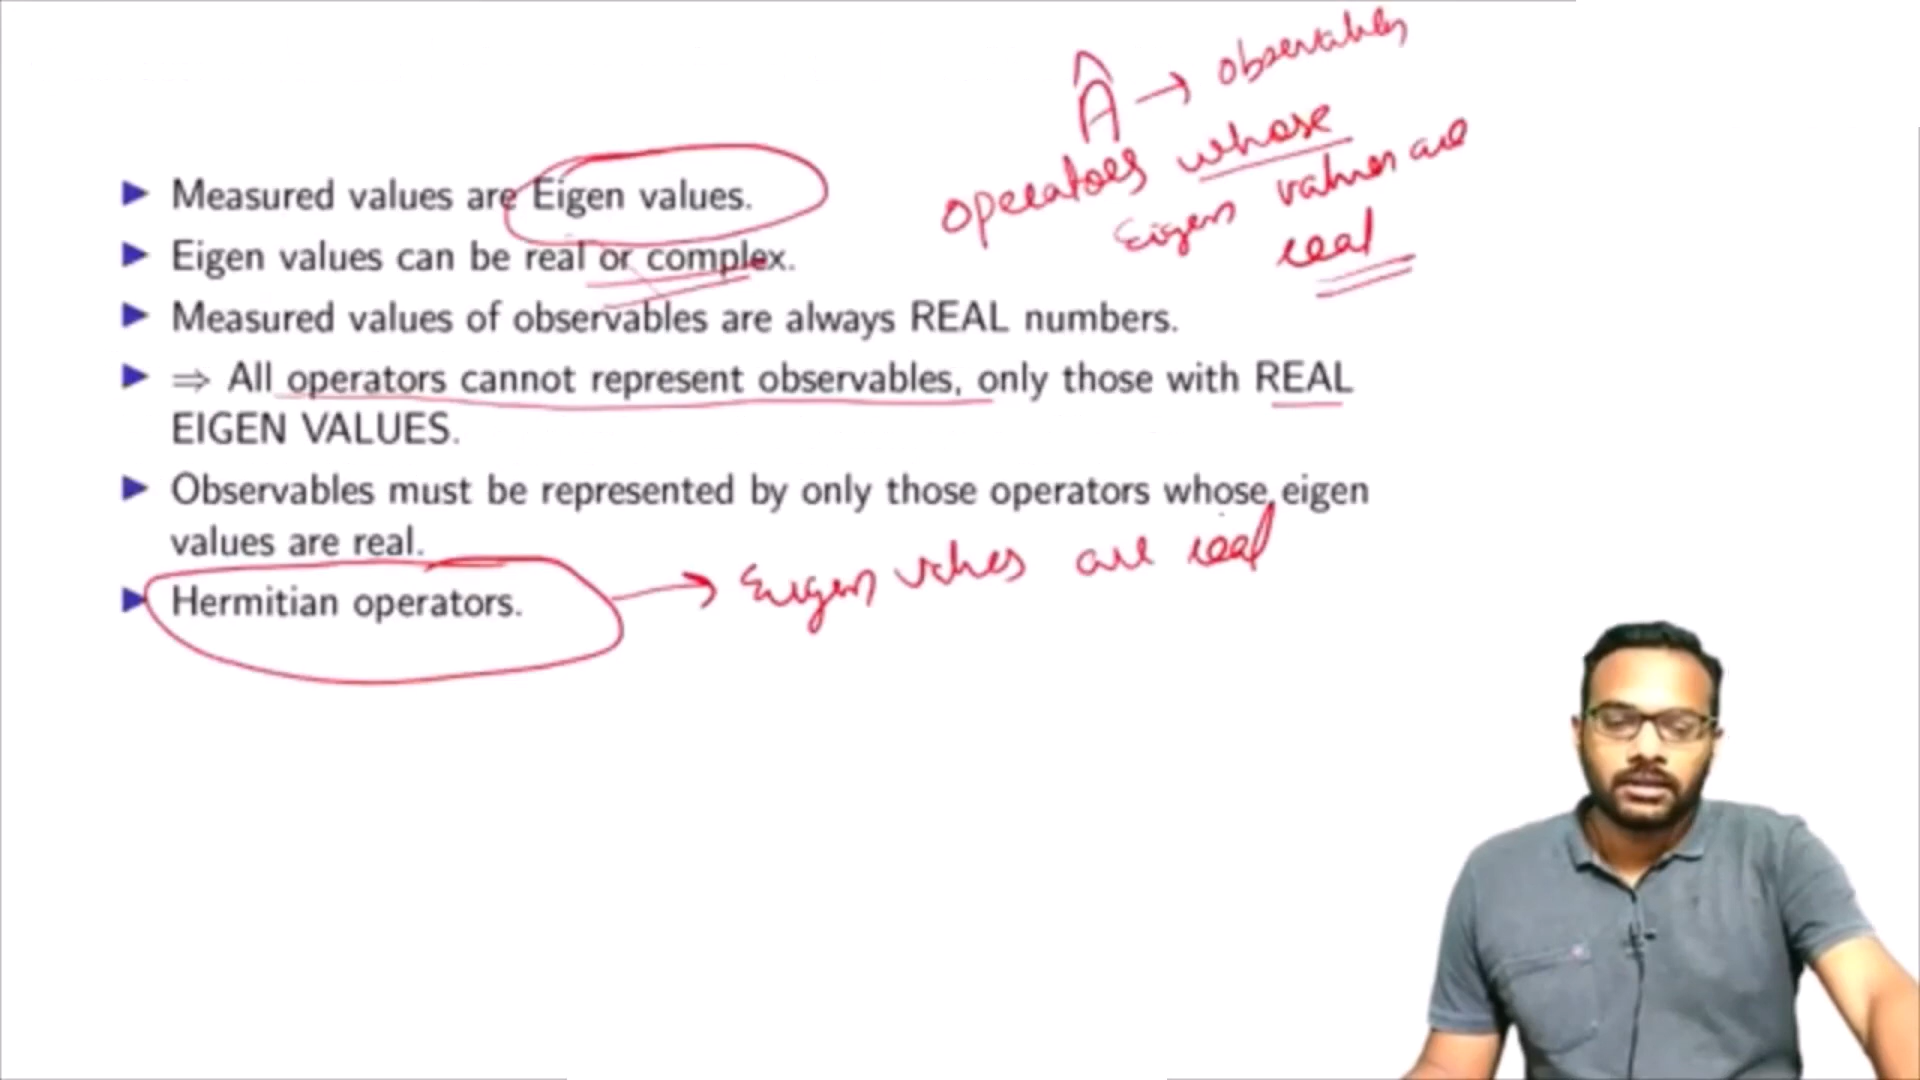 Â → observables
operators whose
Eigen values are
real
▶ Measured values are Eigen values.
▶ Eigen values can be real or complex.
▶ Measured values of observables are always REAL numbers.
▶ ⇒ All operators cannot represent observables, only those with REAL
EIGEN VALUES.
▶ Observables must be represented by only those operators whose eigen
values are real.
▶ Hermitian operators. → Eigen values are real